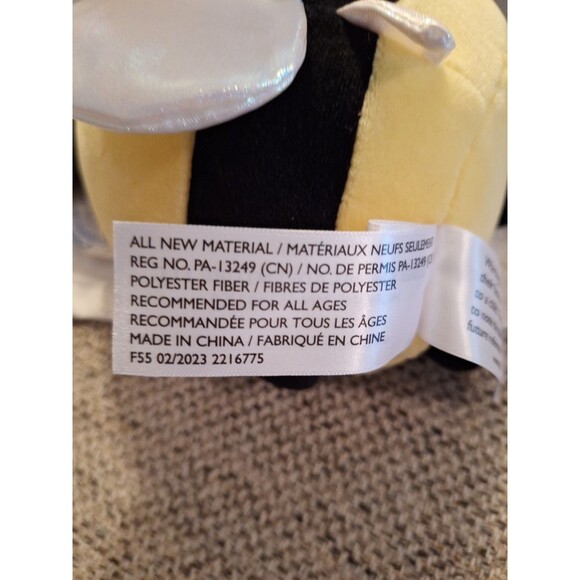 ALL NEW MATERIAL / MATÉRIAUX NEUFS SEULEMENT
REG NO. PA-13249 (CN) / NO. DE PERMIS PA-13249
POLYESTER FIBER / FIBRES DE POLYESTER
RECOMMENDED FOR ALL AGES
RECOMMANDÉE POUR TOUS LES ÂGES
MADE IN CHINA / FABRIQUÉ EN CHINE
F55 02/2023 2216775